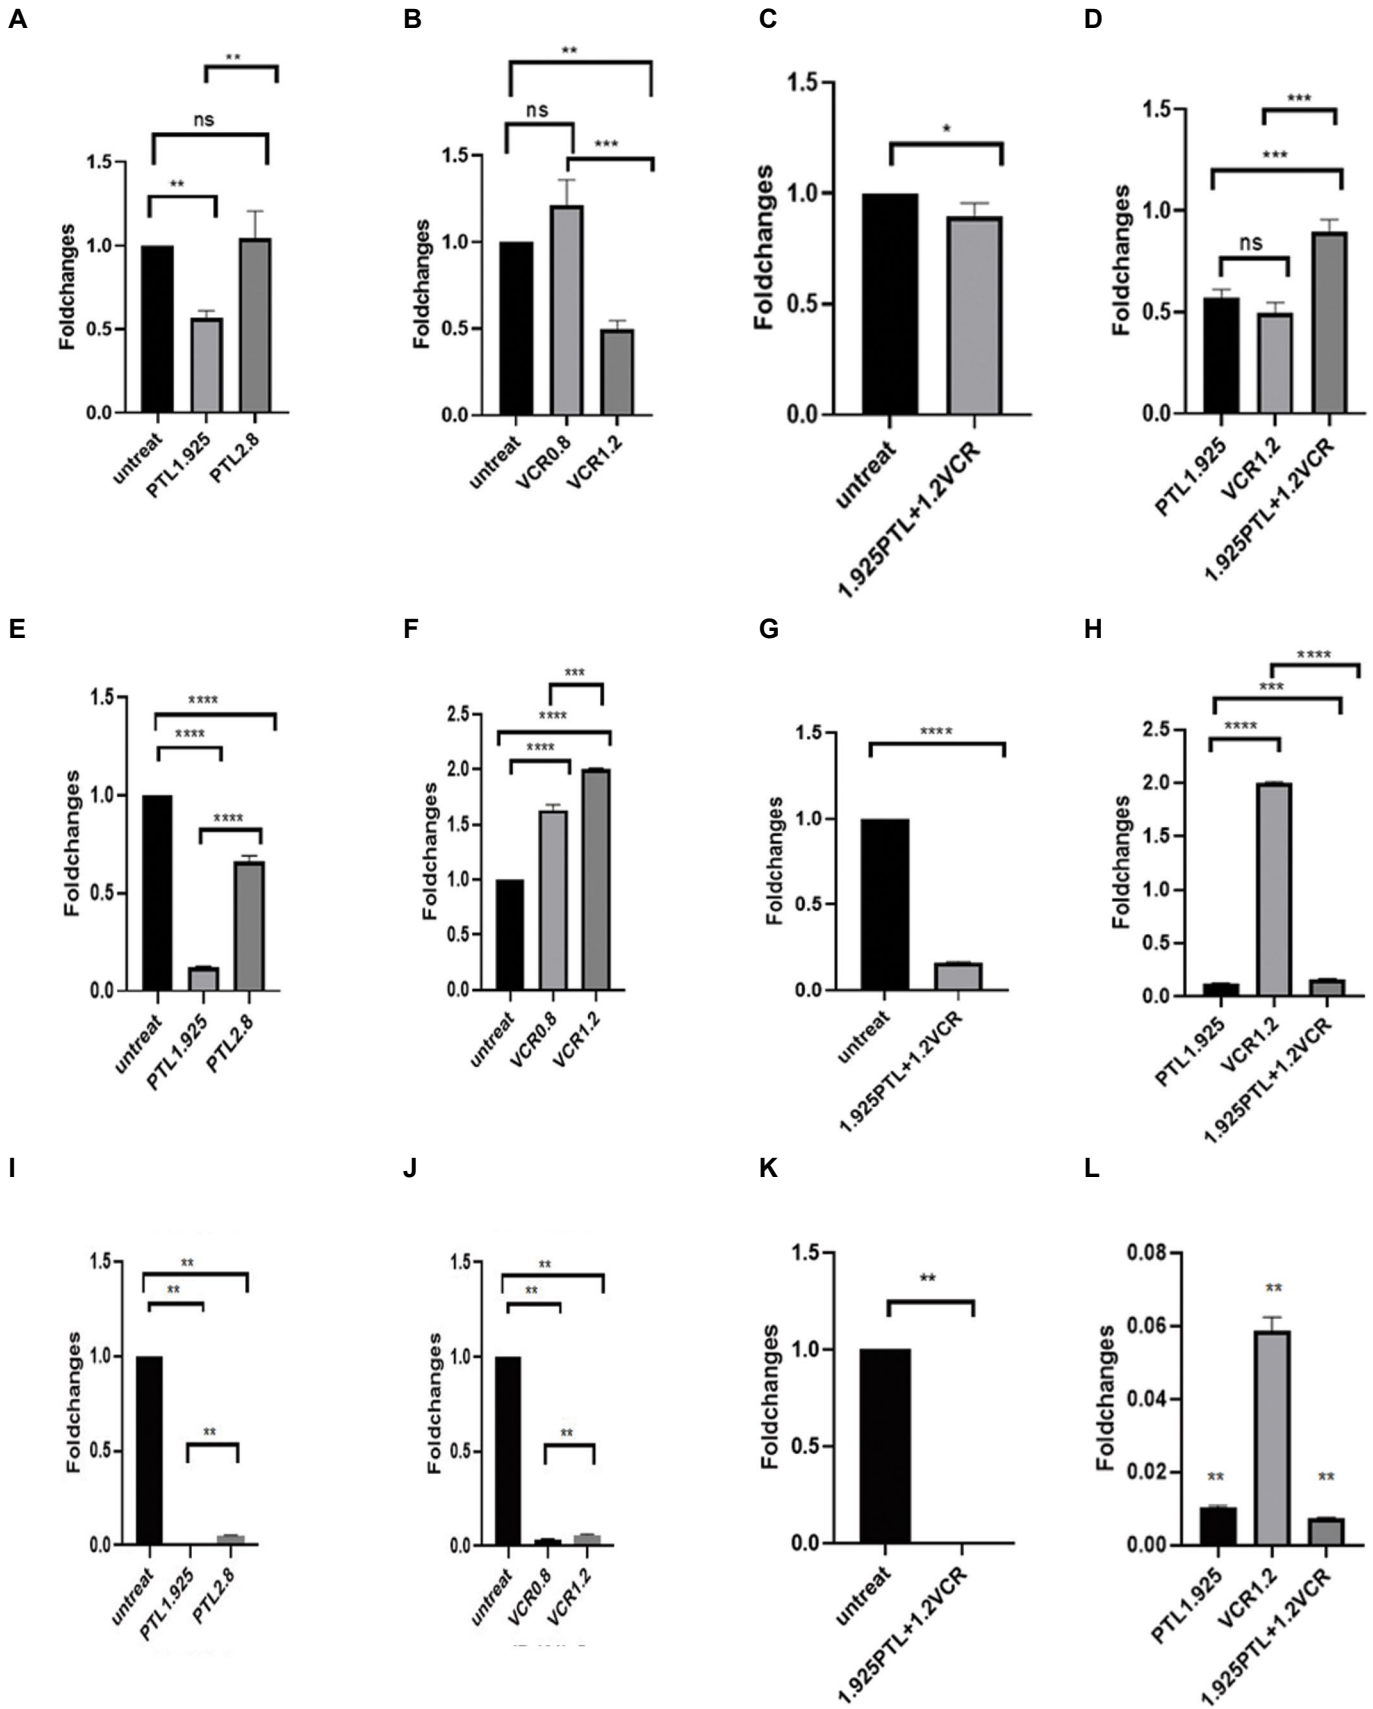 A
**
ns
**
1.5
1.0
0.5
0.0
Foldchanges
untreat
PTL1.925
PTL2.8
B
**
ns
***
1.5
1.0
0.5
0.0
Foldchanges
untreat
VCR0.8
VCR1.2
C
*
1.5
1.0
0.5
0.0
Foldchanges
untreat
1.925PTL+1.2VCR
D
***
***
ns
1.5
1.0
0.5
0.0
Foldchanges
PTL1.925
VCR1.2
1.925PTL+1.2VCR
E
****
****
****
1.5
1.0
0.5
0.0
Foldchanges
untreat
PTL1.925
PTL2.8
F
***
****
****
2.5
2.0
1.5
1.0
0.5
0.0
Foldchanges
untreat
VCR0.8
VCR1.2
G
****
1.5
1.0
0.5
0.0
Foldchanges
untreat
1.925PTL+1.2VCR
H
****
***
****
2.5
2.0
1.5
1.0
0.5
0.0
Foldchanges
PTL1.925
VCR1.2
1.925PTL+1.2VCR
I
**
**
**
1.5
1.0
0.5
0.0
Foldchanges
untreat
PTL1.925
PTL2.8
J
**
**
**
1.5
1.0
0.5
0.0
Foldchanges
untreat
VCR0.8
VCR1.2
K
**
1.5
1.0
0.5
0.0
Foldchanges
untreat
1.925PTL+1.2VCR
L
**
**
**
0.08
0.06
0.04
0.02
0.00
Foldchanges
PTL1.925
VCR1.2
1.925PTL+1.2VCR